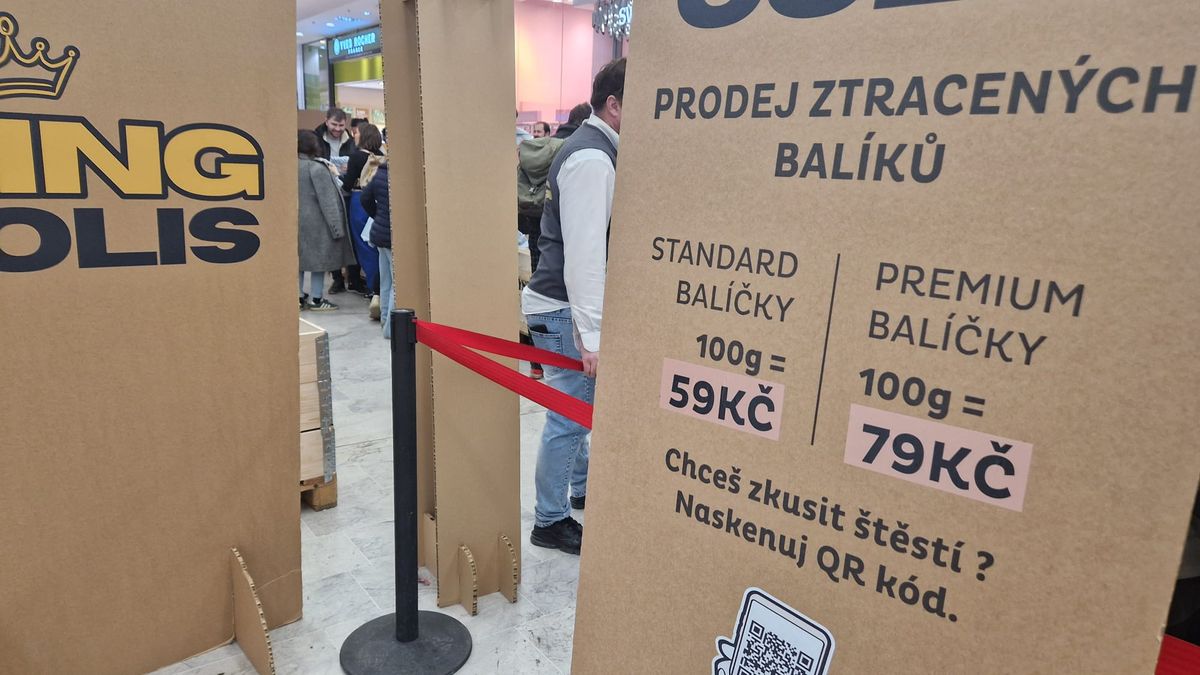 ING
OLIS
YVES ROCHER
PRODEJ ZTRACENÝCH
BALÍKŮ
STANDARD
BALÍČKY
100g =
59KČ
PREMIUM
BALÍČKY
100g =
79KČ
Chceš zkusit štěstí ?
Naskenuj QR kód.